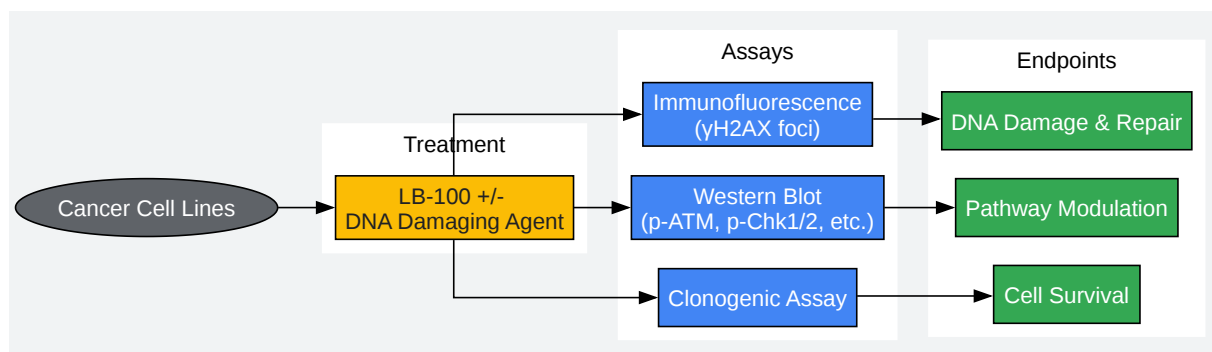 Cancer Cell Lines
Treatment
LB-100 +/-
DNA Damaging Agent
Assays
Immunofluorescence
(γH2AX foci)
Western Blot
(p-ATM, p-Chk1/2, etc.)
Clonogenic Assay
Endpoints
DNA Damage & Repair
Pathway Modulation
Cell Survival